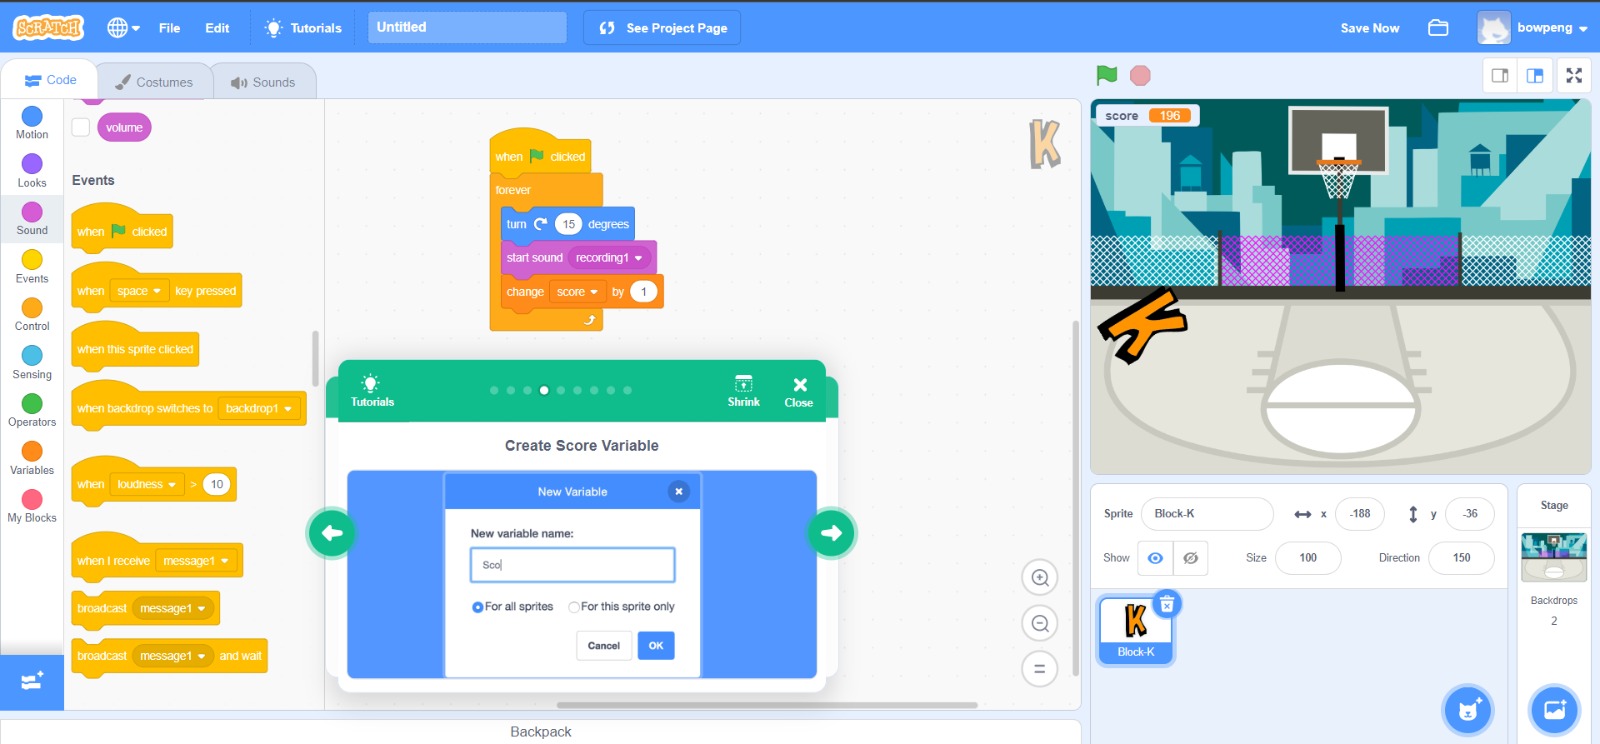 SCRATCH
File
Edit
Tutorials
Untitled
See Project Page
Save Now
bowpeng
Code
Costumes
Sounds
Motion
Looks
Sound
Events
Control
Sensing
Operators
Variables
My Blocks
volume
Events
when clicked
when space key pressed
when this sprite clicked
when backdrop switches to backdrop1
when loudness > 10
when I receive message1
broadcast message1
broadcast message1 and wait
when clicked
forever
turn 15 degrees
start sound recording1
change score by 1
K
Tutorials
Shrink
Close
Create Score Variable
New Variable
New variable name:
Sco
For all sprites For this sprite only
Cancel OK
Backpack
score 196
K
Sprite Block-K x -188 y -36
Show Size 100 Direction 150
K
Block-K
Stage
Backdrops
2